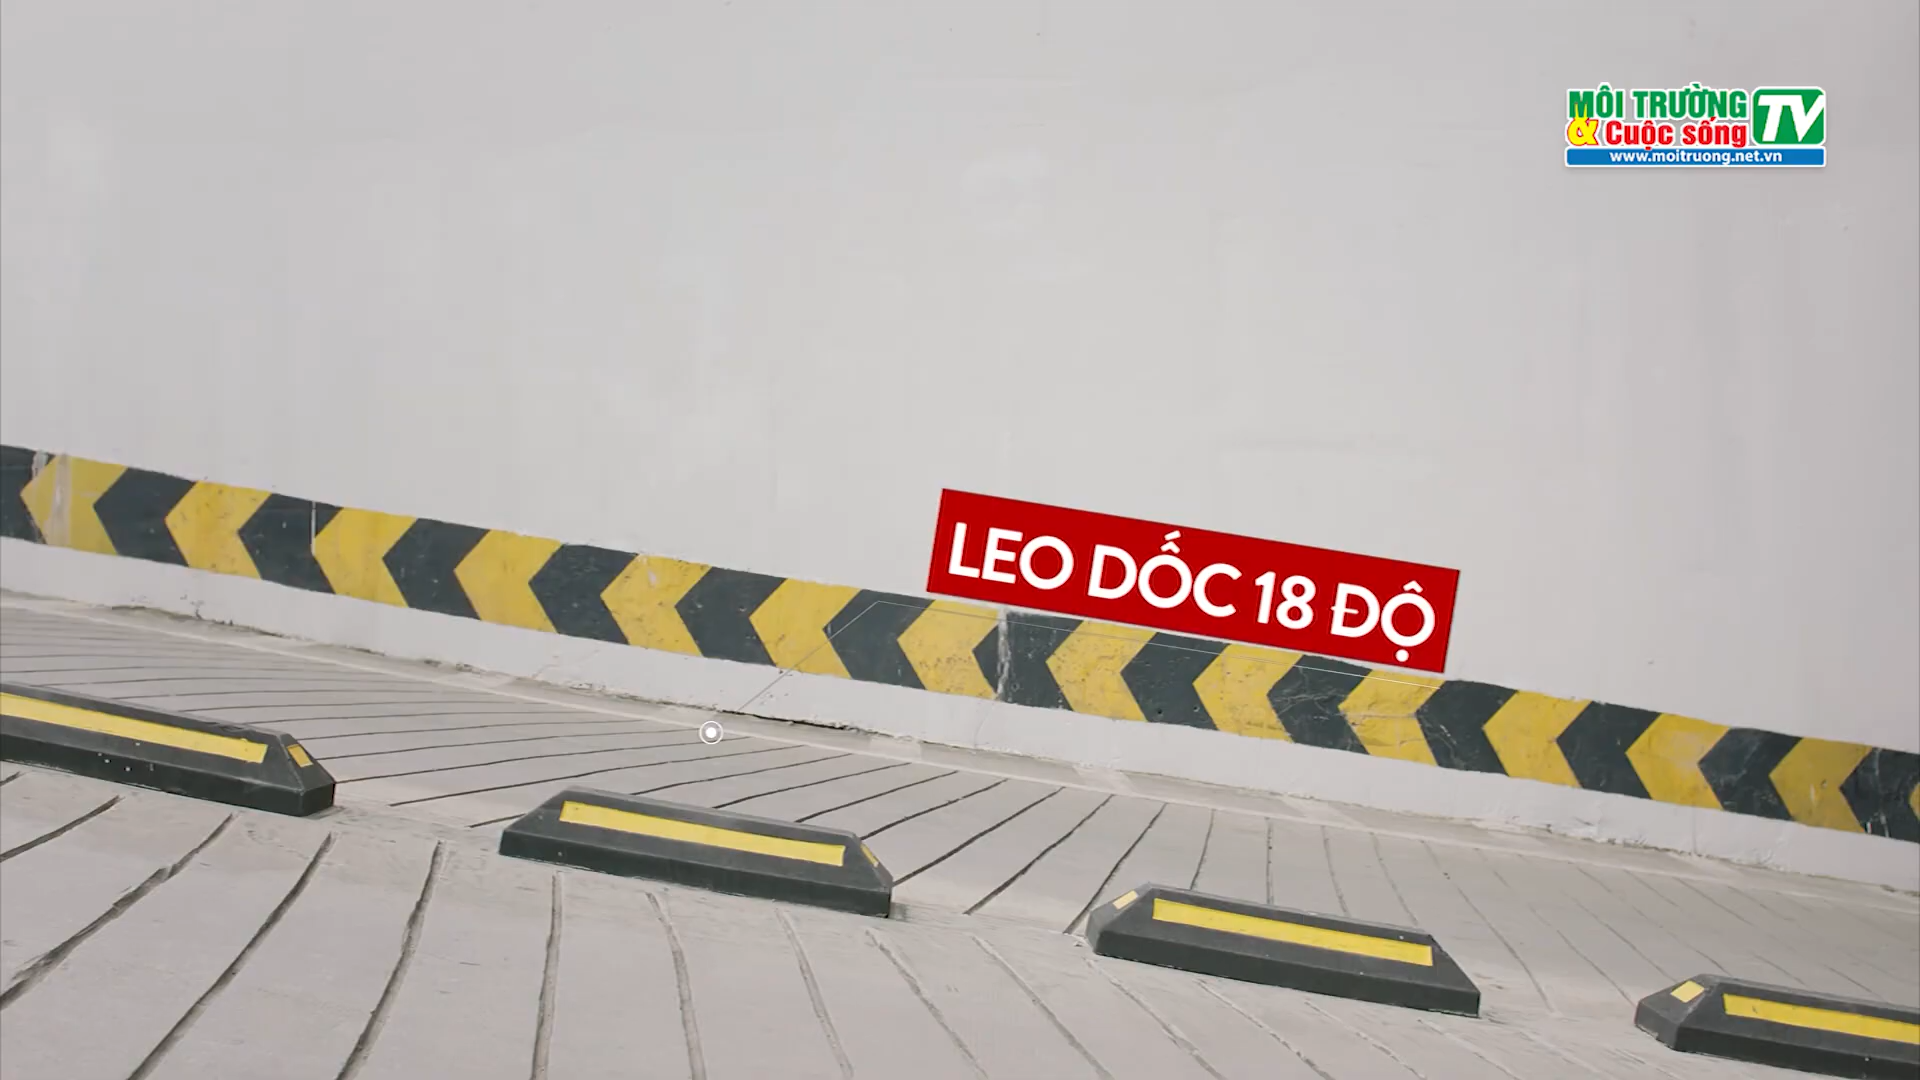 MÔI TRƯỜNG TV
& Cuộc sống
www.moitruong.net.vn
LEO DỐC 18 ĐỘ